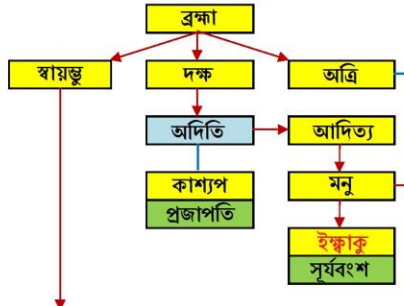 ব্রহ্মা
স্বায়ম্ভু দক্ষ অত্রি
অদিতি আদিত্য
কাশ্যপ মনু
প্রজাপতি
ইক্ষ্বাকু
সূর্যবংশ